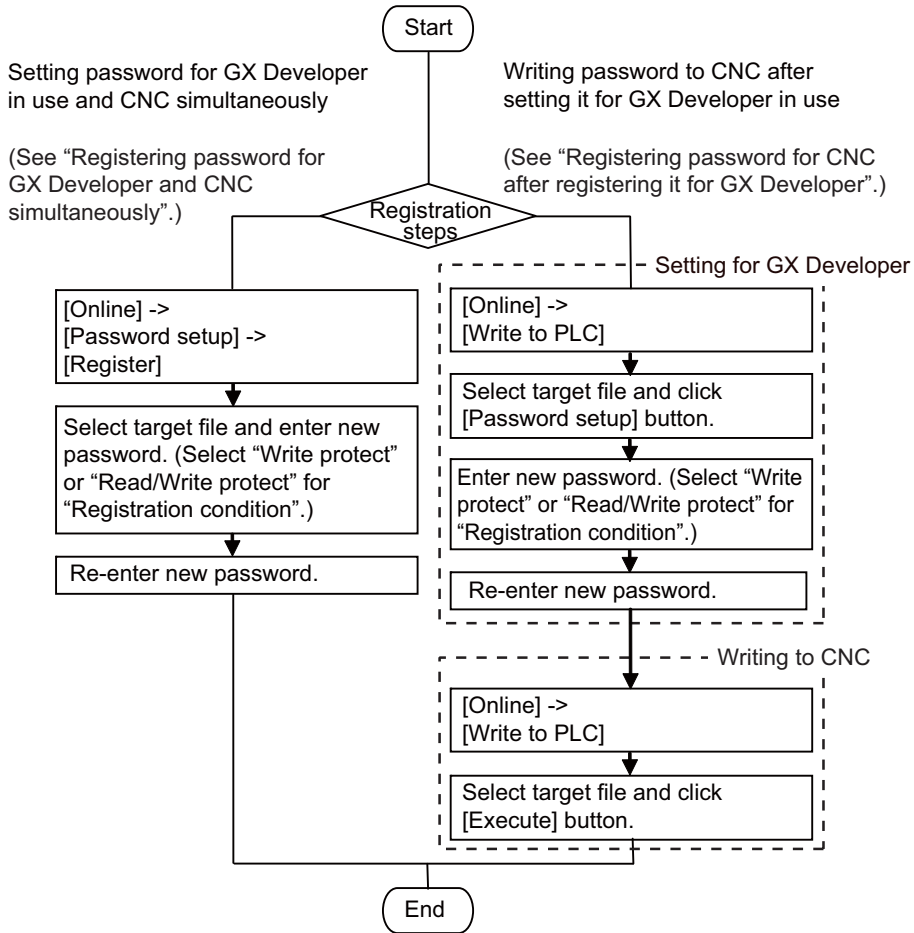 Start
Setting password for GX Developer
in use and CNC simultaneously
(See “Registering password for
GX Developer and CNC
simultaneously”.)
Writing password to CNC after
setting it for GX Developer in use
(See “Registering password for CNC
after registering it for GX Developer”.)
Registration
steps
[Online] ->
[Password setup] ->
[Register]
Select target file and enter new
password. (Select “Write protect”
or “Read/Write protect” for
“Registration condition”.)
Re-enter new password.
Setting for GX Developer
[Online] ->
[Write to PLC]
Select target file and click
[Password setup] button.
Enter new password. (Select “Write
protect” or “Read/Write protect” for
“Registration condition”.)
Re-enter new password.
Writing to CNC
[Online] ->
[Write to PLC]
Select target file and click
[Execute] button.
End